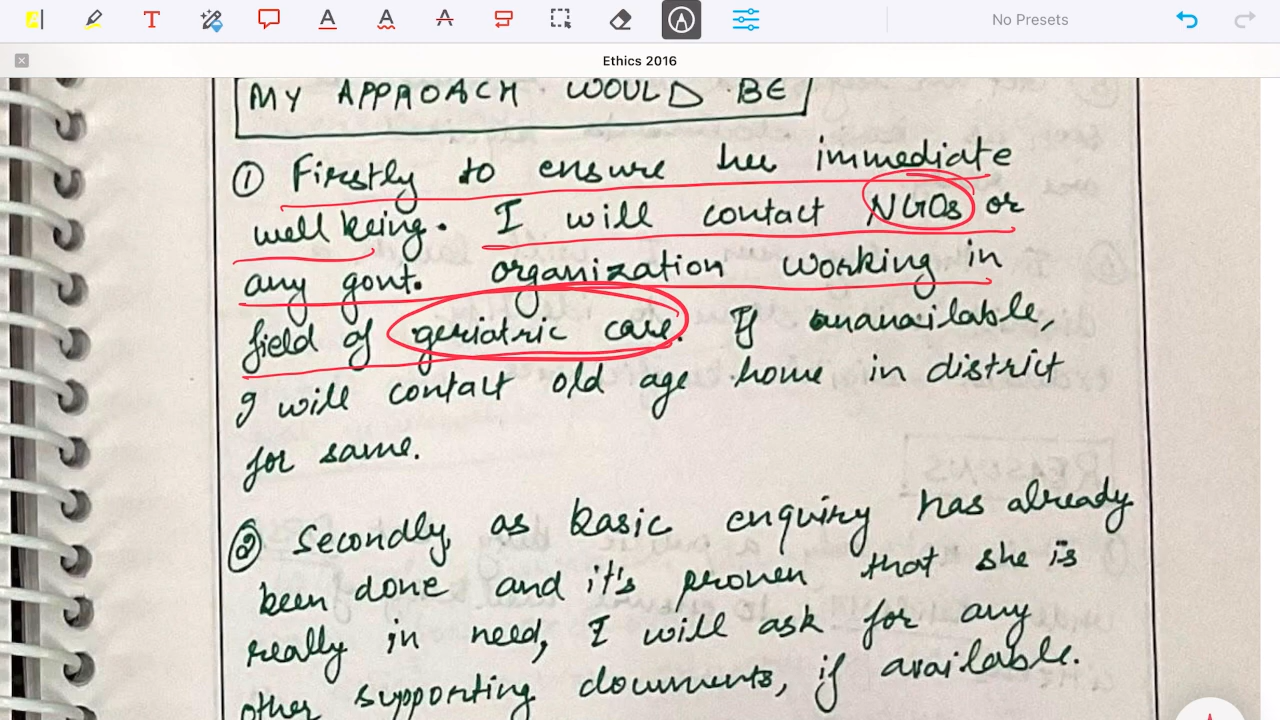 No Presets
Ethics 2016
MY APPROACH WOULD BE
① Firstly to ensure her immediate
well being. I will contact NGOs or
any govt. organization working in
field of geriatric care. If unavailable,
I will contact old age home in district
for same.
② Secondly, as basic enquiry has already
been done and it's proven that she is
really in need, I will ask for any
other supporting documents, if available.